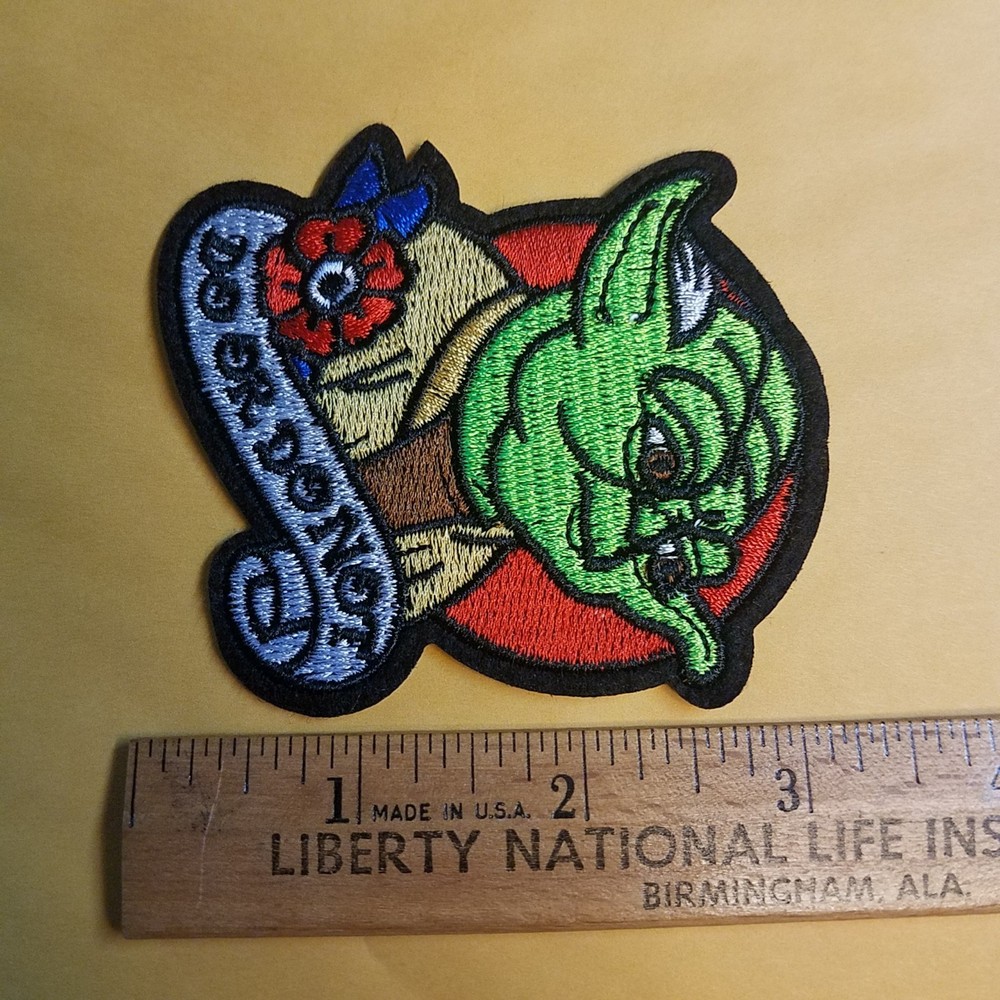 DO OR DO NOT
1 MADE IN U.S.A. 2 3
LIBERTY NATIONAL LIFE INS
BIRMINGHAM, ALA.